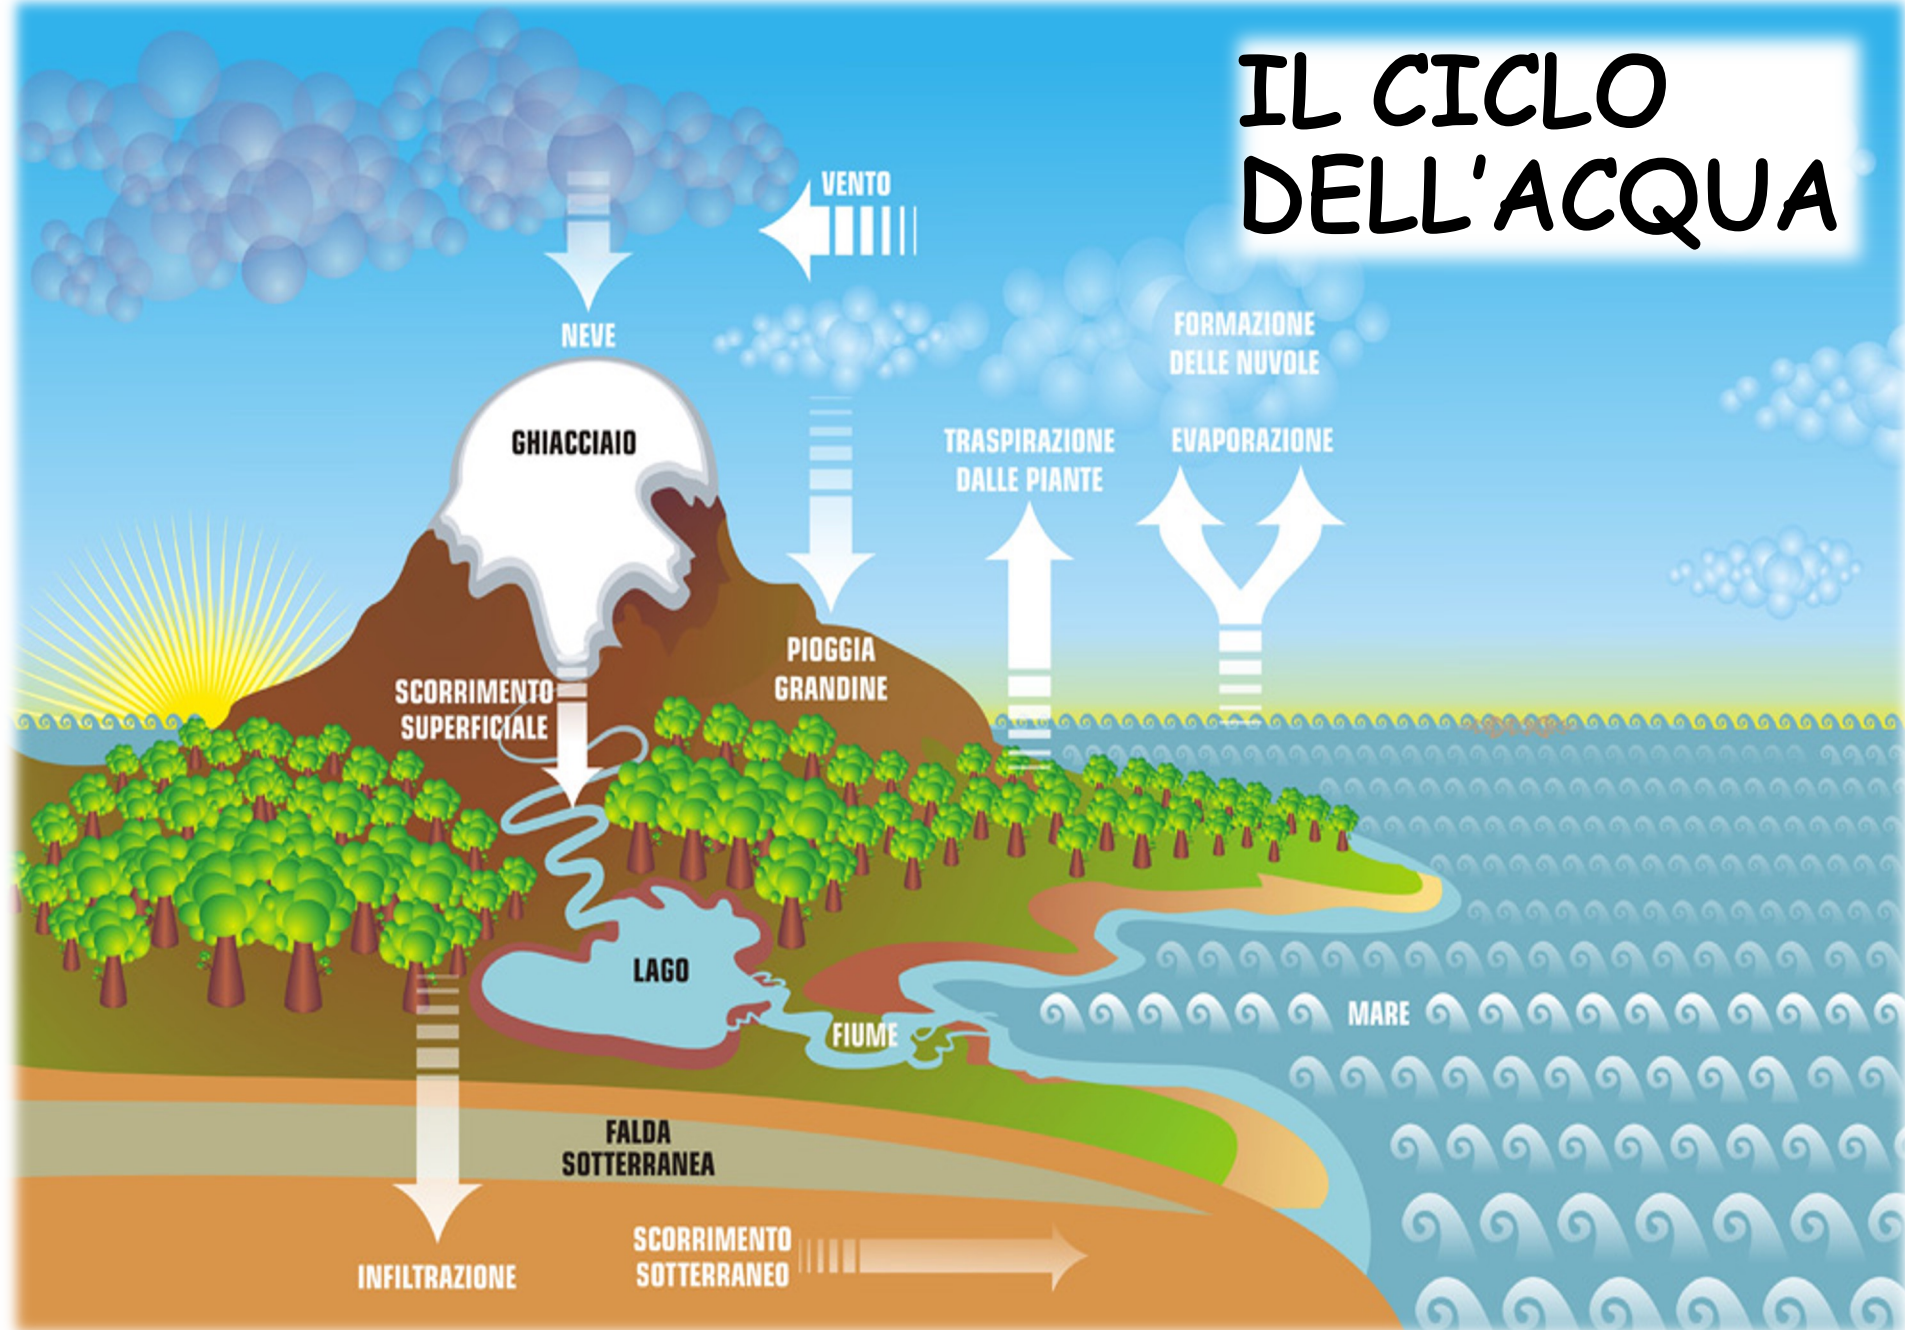 IL CICLO
DELL'ACQUA
VENTO
NEVE
FORMAZIONE
DELLE NUVOLE
GHIACCIAIO
TRASPIRAZIONE
DALLE PIANTE
EVAPORAZIONE
PIOGGIA
GRANDINE
SCORRIMENTO
SUPERFICIALE
LAGO
FIUME
MARE
FALDA
SOTTERRANEA
SCORRIMENTO
SOTTERRANEO
INFILTRAZIONE